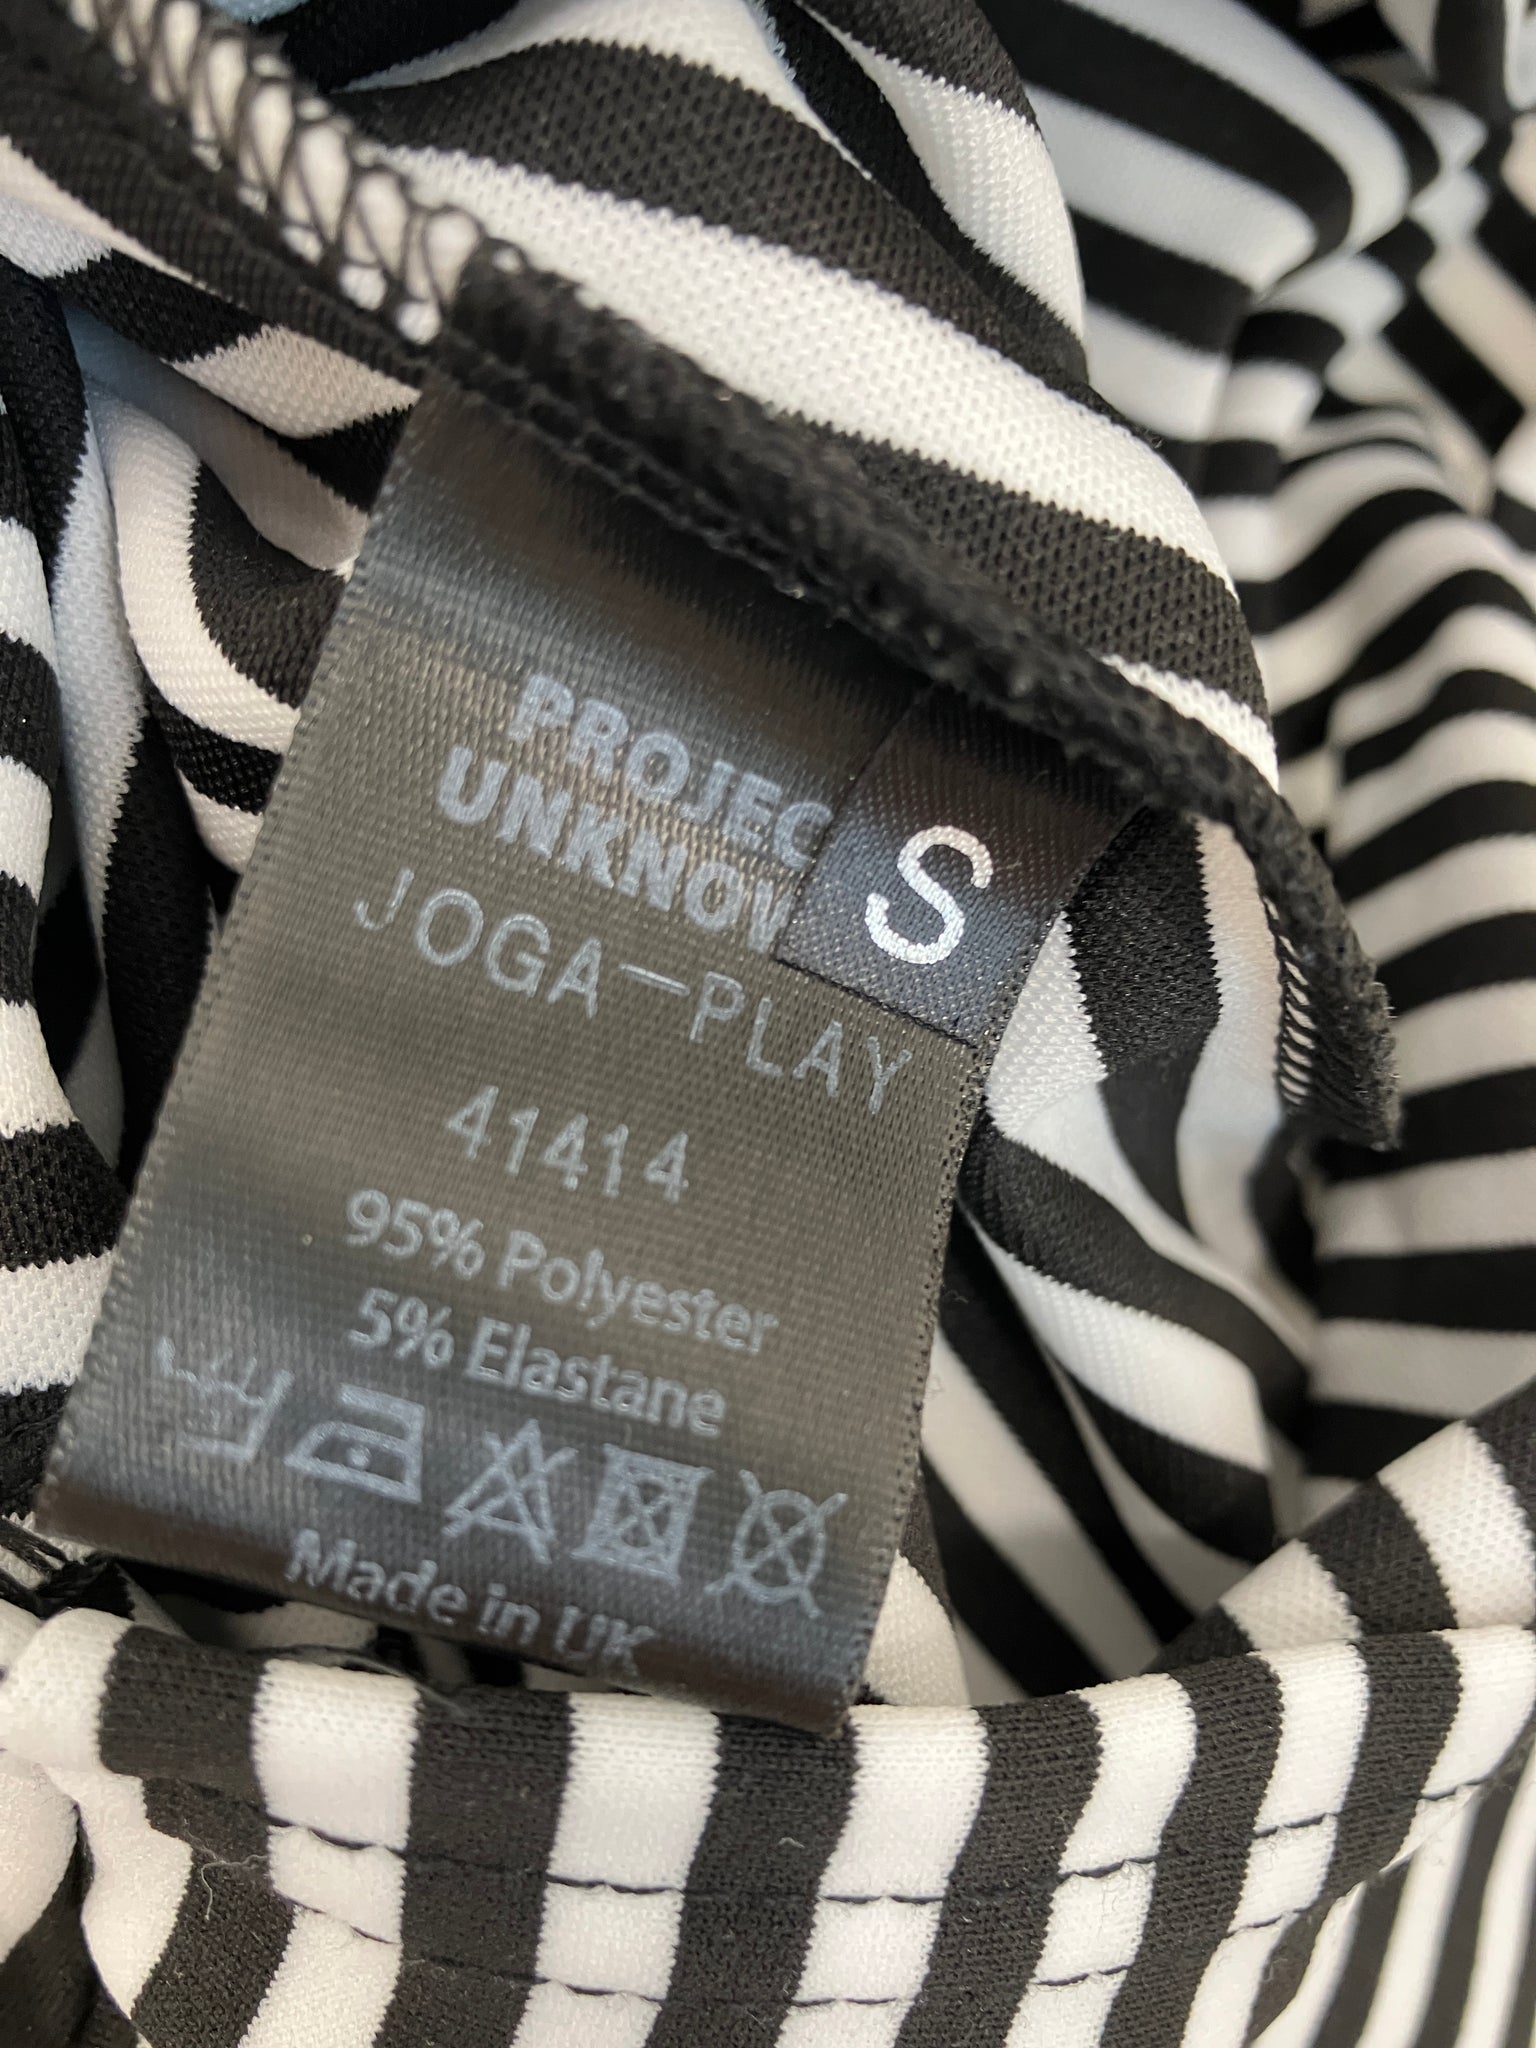 PROJEC
UNKNOV
S
JOGA-PLAY
41414
95% Polyester
5% Elastane
Made in UK